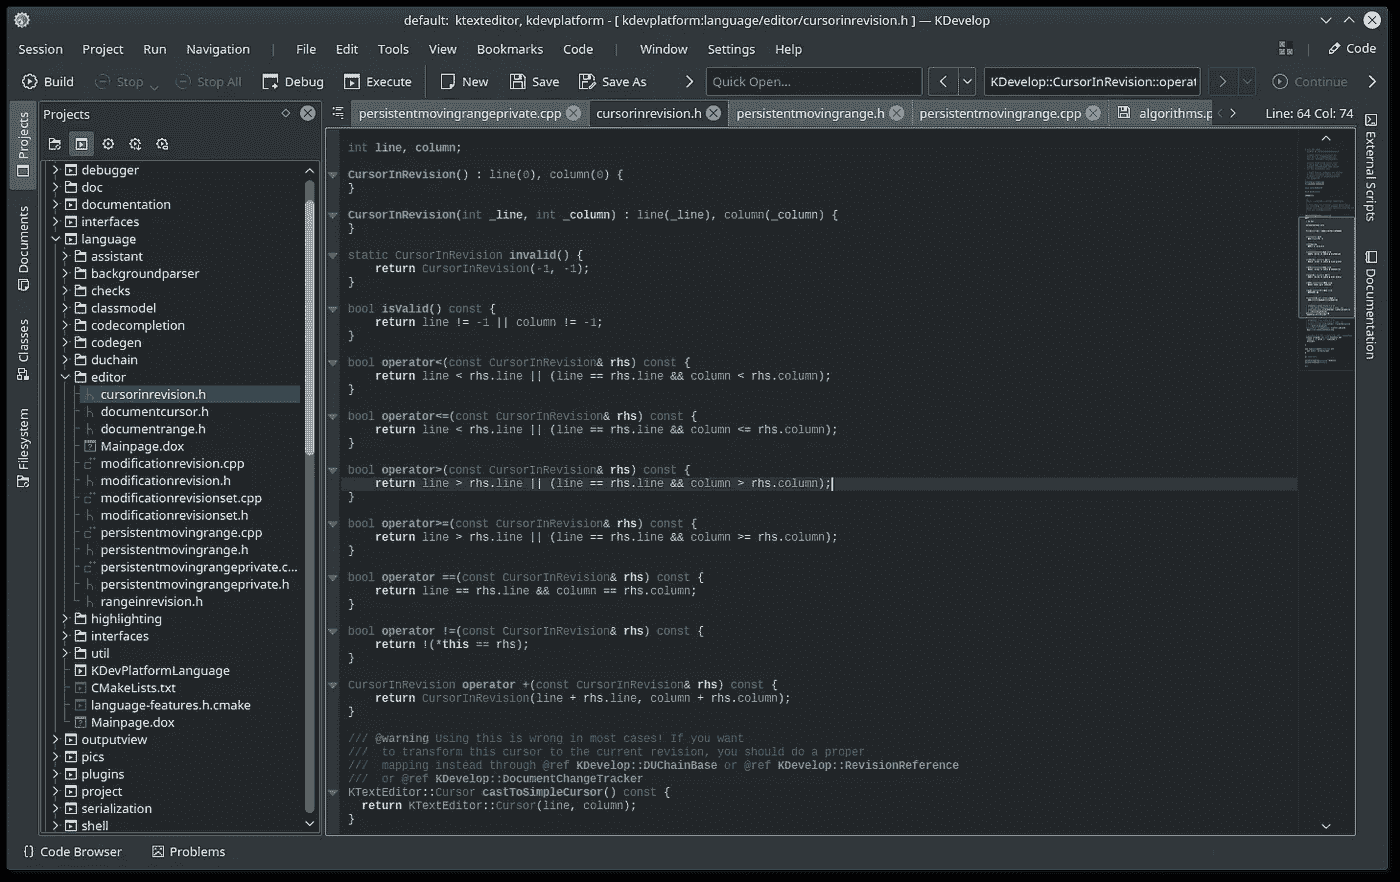 default: ktexteditor, kdevplatform - [ kdevplatform:language/editor/cursorinrevision.h ] — KDevelop
Session Project Run Navigation | File Edit Tools View Bookmarks Code | Window Settings Help
Code
Build Stop Stop All Debug Execute New Save Save As Quick Open... KDevelop::CursorInRevision::operat Continue
Projects
persistentmovingrangeprivate.cpp cursorinrevision.h persistentmovingrange.h persistentmovingrange.cpp algorithms.p Line: 64 Col: 74
Projects
Documents
Classes
Filesystem
debugger
doc
documentation
interfaces
language
assistant
backgroundparser
checks
classmodel
codecompletion
codegen
duchain
editor
cursorinrevision.h
documentcursor.h
documentrange.h
Mainpage.dox
modificationrevision.cpp
modificationrevision.h
modificationrevisionset.cpp
modificationrevisionset.h
persistentmovingrange.cpp
persistentmovingrange.h
persistentmovingrangeprivate.c...
persistentmovingrangeprivate.h
rangeinrevision.h
highlighting
interfaces
util
KDevPlatformLanguage
CMakeLists.txt
language-features.h.cmake
Mainpage.dox
outputview
pics
plugins
project
serialization
shell
int line, column;
CursorInRevision() : line(0), column(0) {
}
CursorInRevision(int _line, int _column) : line(_line), column(_column) {
}
static CursorInRevision invalid() {
return CursorInRevision(-1, -1);
}
bool isValid() const {
return line != -1 || column != -1;
}
bool operator<(const CursorInRevision& rhs) const {
return line < rhs.line || (line == rhs.line && column < rhs.column);
}
bool operator<=(const CursorInRevision& rhs) const {
return line < rhs.line || (line == rhs.line && column <= rhs.column);
}
bool operator>(const CursorInRevision& rhs) const {
return line > rhs.line || (line == rhs.line && column > rhs.column);
}
bool operator>=(const CursorInRevision& rhs) const {
return line > rhs.line || (line == rhs.line && column >= rhs.column);
}
bool operator ==(const CursorInRevision& rhs) const {
return line == rhs.line && column == rhs.column;
}
bool operator !=(const CursorInRevision& rhs) const {
return !(*this == rhs);
}
CursorInRevision operator +(const CursorInRevision& rhs) const {
return CursorInRevision(line + rhs.line, column + rhs.column);
}
/// @warning Using this is wrong in most cases! If you want
/// to transform this cursor to the current revision, you should do a proper
/// mapping instead through @ref KDevelop::DUChainBase or @ref KDevelop::RevisionReference
/// or @ref KDevelop::DocumentChangeTracker
KTextEditor::Cursor castToSimpleCursor() const {
return KTextEditor::Cursor(line, column);
}
External Scripts
Documentation
Code Browser Problems